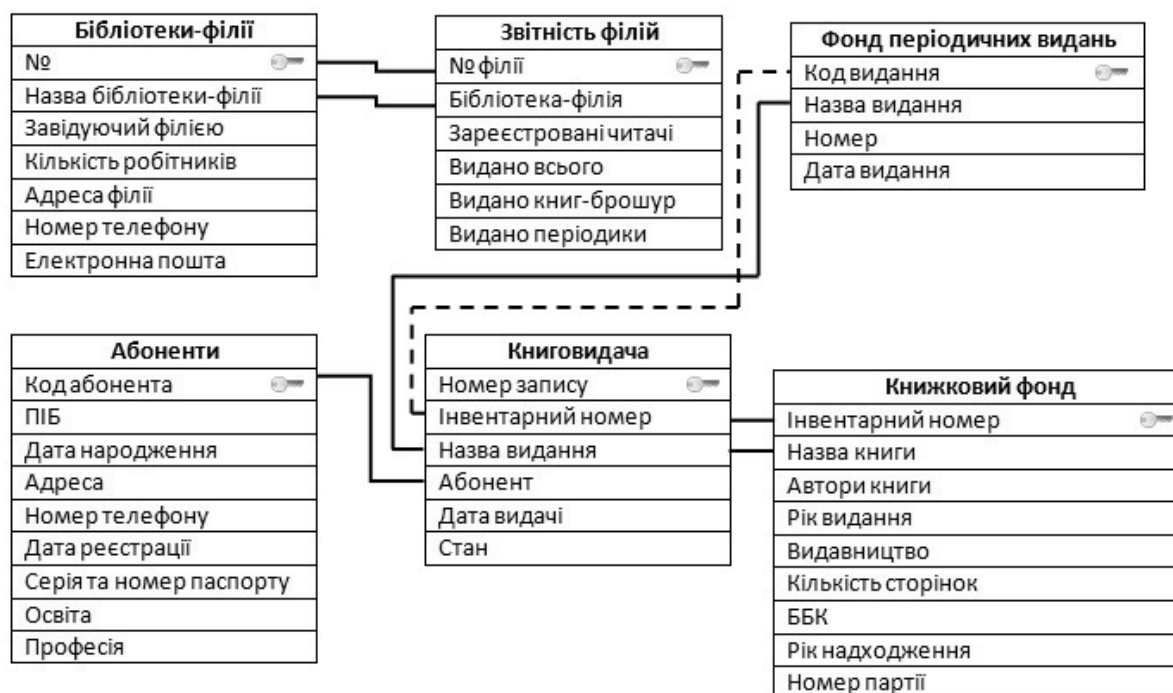 Бібліотеки-філії
№
Назва бібліотеки-філії
Завідуючий філією
Кількість робітників
Адреса філії
Номер телефону
Електронна пошта
Звітність філій
№ філії
Бібліотека-філія
Зареєстровані читачі
Видано всього
Видано книг-брошур
Видано періодики
Фонд періодичних видань
Код видання
Назва видання
Номер
Дата видання
Абоненти
Код абонента
ПІБ
Дата народження
Адреса
Номер телефону
Дата реєстрації
Серія та номер паспорту
Освіта
Професія
Книговидача
Номер запису
Інвентарний номер
Назва видання
Абонент
Дата видачі
Стан
Книжковий фонд
Інвентарний номер
Назва книги
Автори книги
Рік видання
Видавництво
Кількість сторінок
ББК
Рік надходження
Номер партії